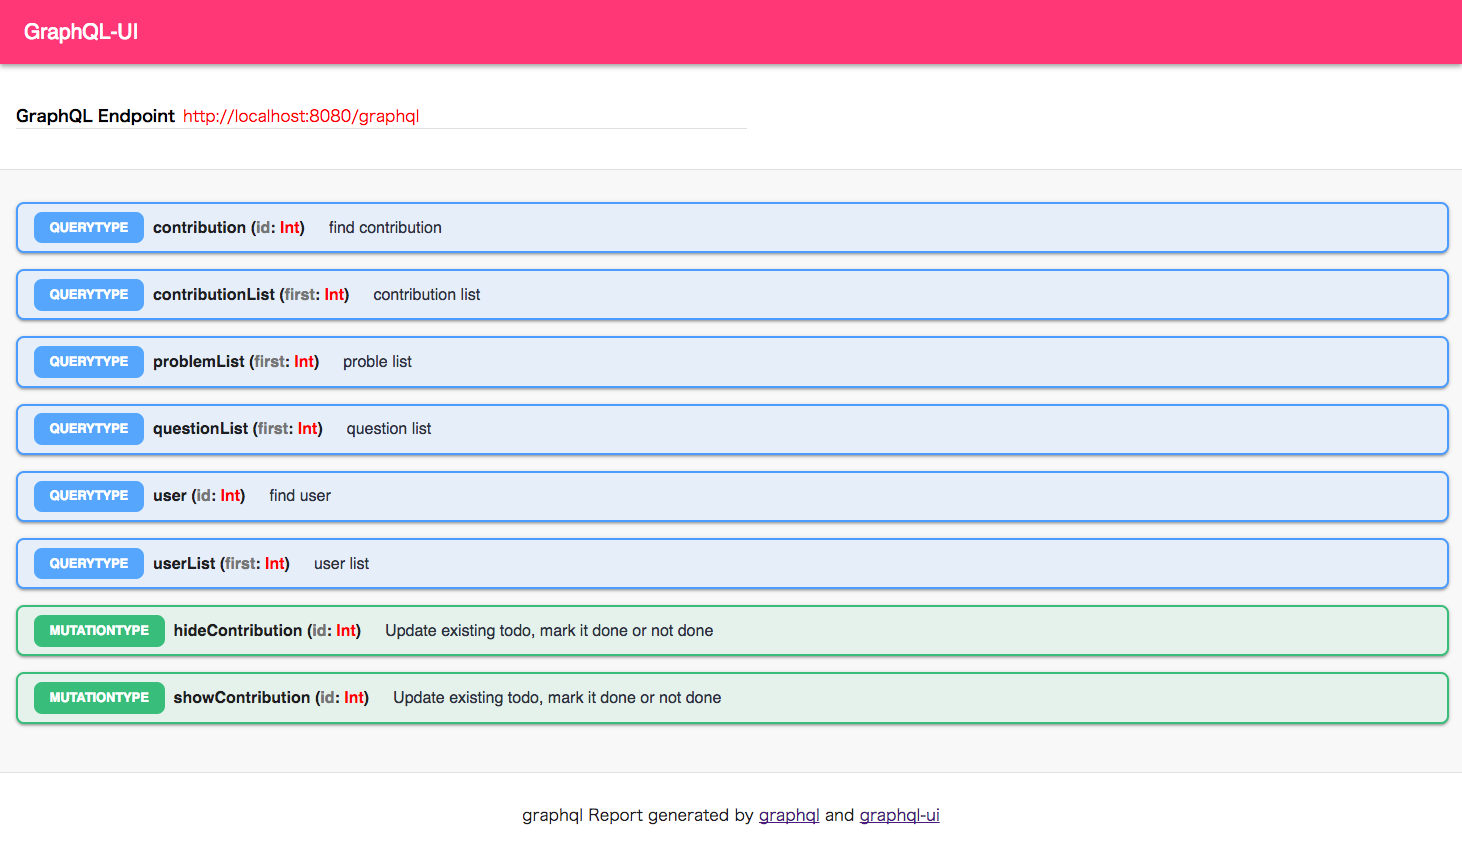 GraphQL-UI
GraphQL Endpoint http://localhost:8080/graphql
QUERYTYPE contribution (id: Int) find contribution
QUERYTYPE contributionList (first: Int) contribution list
QUERYTYPE problemList (first: Int) proble list
QUERYTYPE questionList (first: Int) question list
QUERYTYPE user (id: Int) find user
QUERYTYPE userList (first: Int) user list
MUTATIONTYPE hideContribution (id: Int) Update existing todo, mark it done or not done
MUTATIONTYPE showContribution (id: Int) Update existing todo, mark it done or not done
graphql Report generated by graphql and graphql-ui